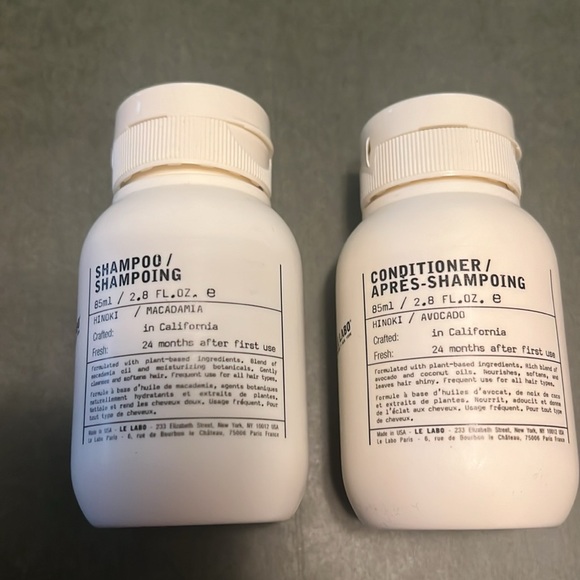 SHAMPOO /
SHAMPOING
85ml / 2.8 FL.OZ. e
HINOKI / MACADAMIA
Crafted: in California
Fresh: 24 months after first use
Formulated with plant-based ingredients. Blend of
macadamia oil and moisturizing botanicals. Gently
cleanses and softens hair. Frequent use for all hair types.
Formule à base d'huile de macadamia, agents botaniques
naturellement hydratants et extraits de plantes.
Nettoie et rend les cheveux doux. Usage fréquent. Pour
tout type de cheveux.
Made in USA - LE LABO - 233 Elizabeth Street, New York, NY 10012 USA
Le Labo Paris - 6, rue de Bourbon le Château, 75006 Paris France
CONDITIONER /
APRÈS-SHAMPOING
85ml / 2.8 FL.OZ. e
HINOKI / AVOCADO
Crafted: in California
Fresh: 24 months after first use
Formulated with plant-based ingredients. Rich blend of
avocado and coconut oils. Nourishes, softens, and
leaves hair shiny. Frequent use for all hair types.
Formule à base d'huiles d'avocat, de noix de coco
et extraits de plantes. Nourrit, adoucit et donne
de l'éclat aux cheveux. Usage fréquent. Pour tout type
de cheveux.
Made in USA - LE LABO - 233 Elizabeth Street, New York, NY 10012 USA
Le Labo Paris - 6, rue de Bourbon le Château, 75006 Paris France
LABO